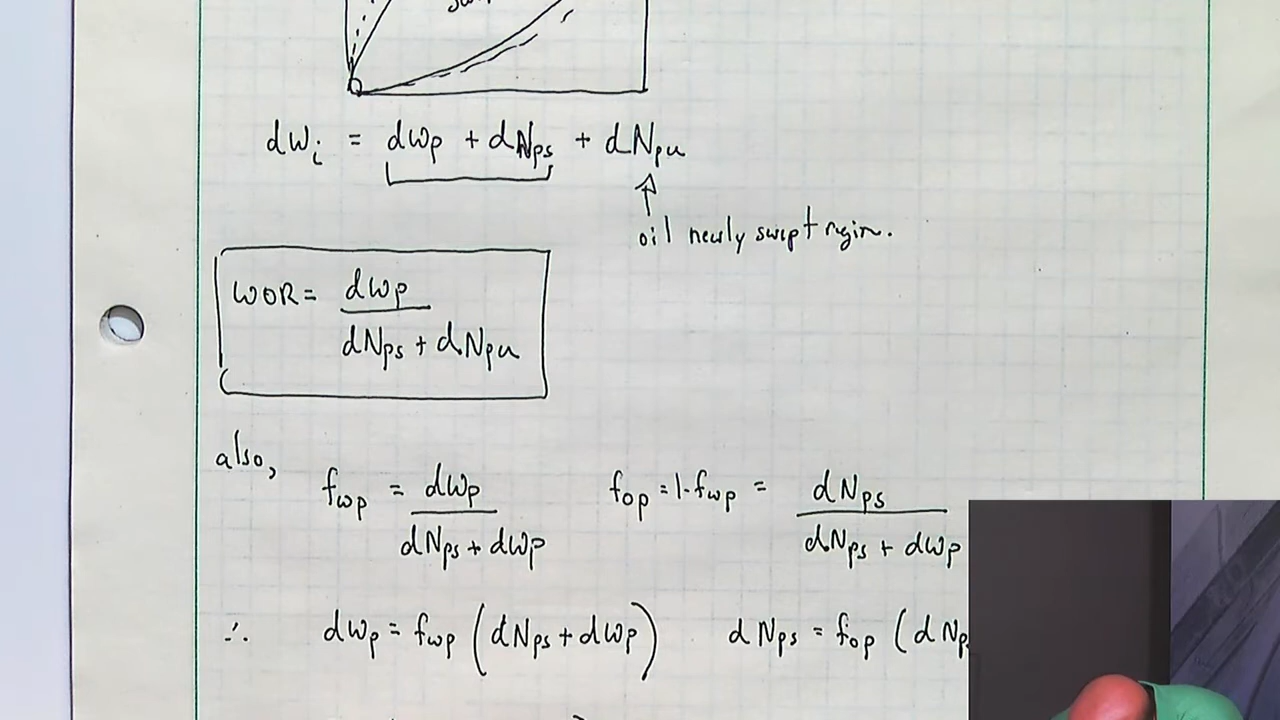 dWi = dWp + dNps + dNpu
oil newly swept region.
WOR = dWp / dNps + dNpu
also,
fwp = dWp / dNps + dWp    fop = 1 - fwp = dNps / dNps + dWp
∴ dWp = fwp (dNps + dWp)    dNps = fop (dNp